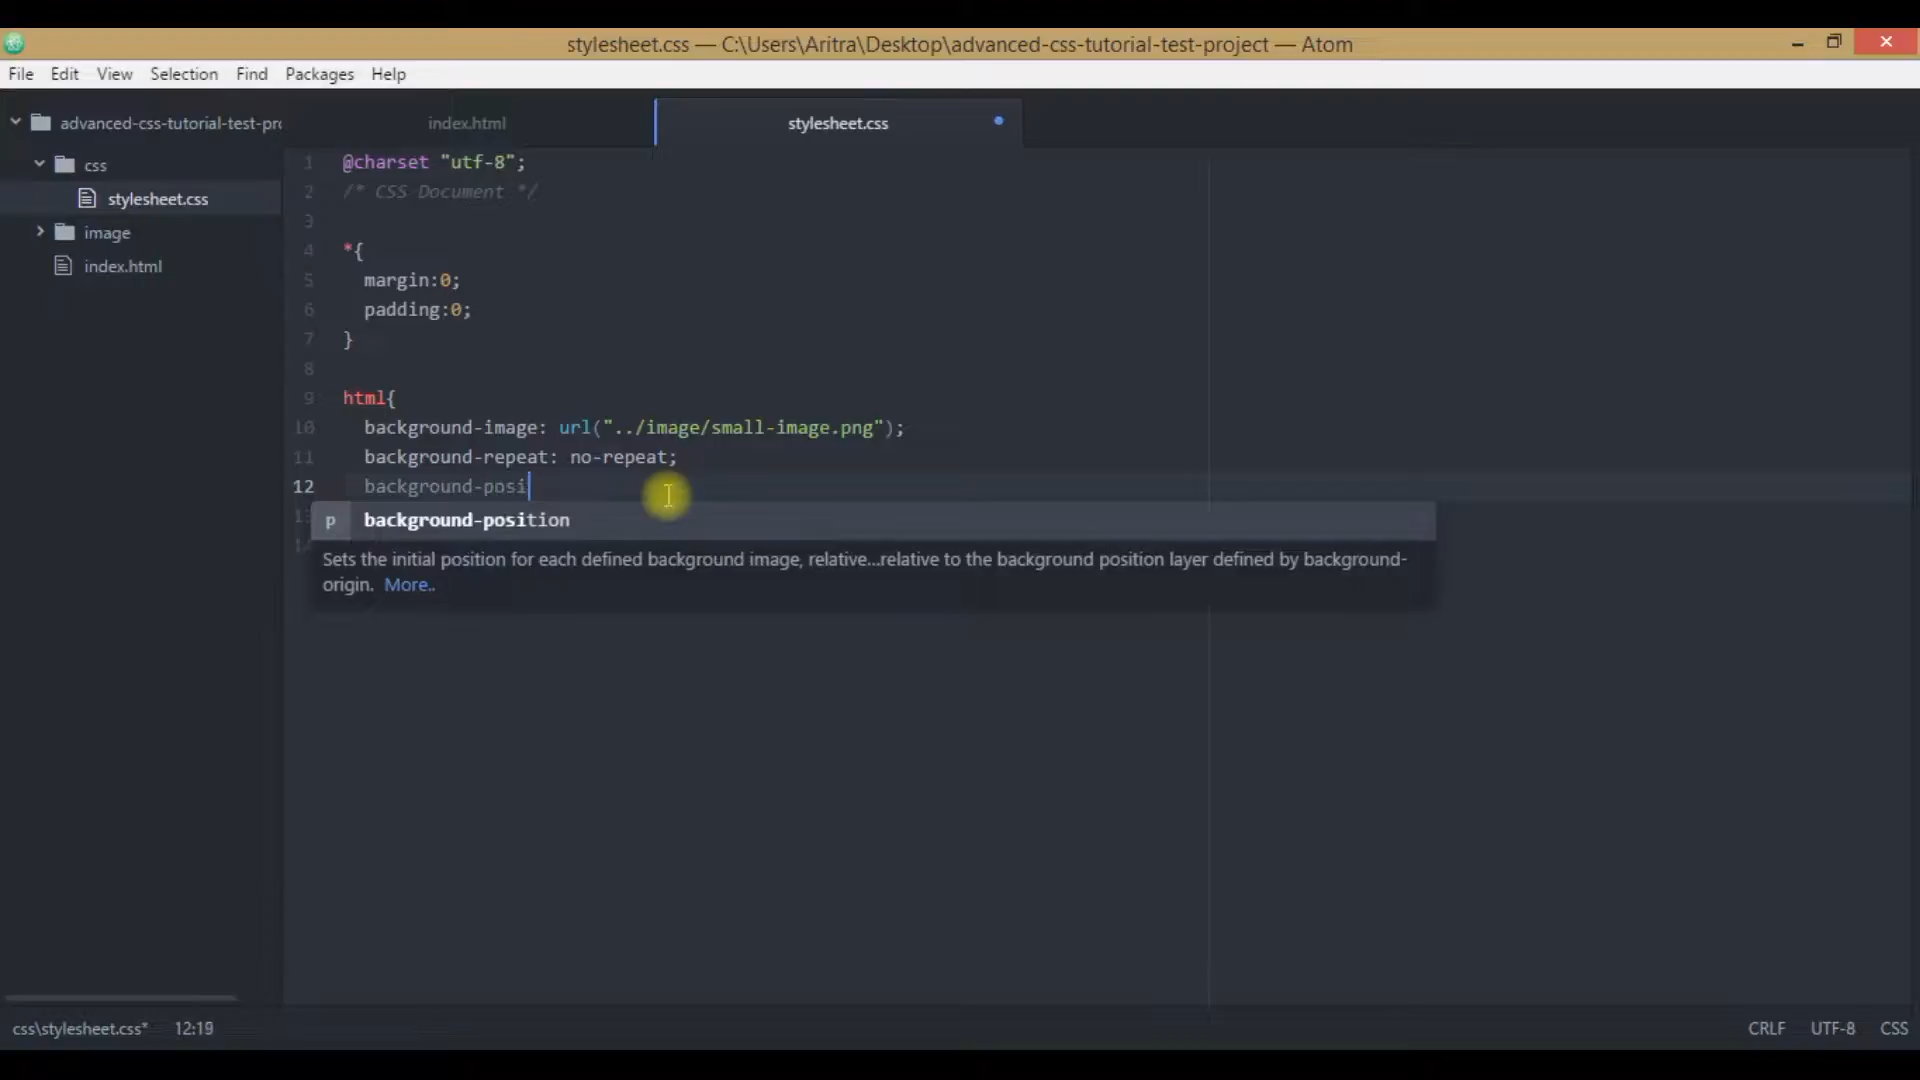 stylesheet.css — C:\Users\Aritra\Desktop\advanced-css-tutorial-test-project — Atom
File Edit View Selection Find Packages Help
advanced-css-tutorial-test-pro
css
stylesheet.css
image
index.html
index.html
stylesheet.css
1 @charset "utf-8";
2 /* CSS Document */
3
4 *{
5 margin:0;
6 padding:0;
7 }
8
9 html{
10 background-image: url("../image/small-image.png");
11 background-repeat: no-repeat;
12 background-posi
p background-position
Sets the initial position for each defined background image, relative...relative to the background position layer defined by background-
origin. More..
css\stylesheet.css* 12:19
CRLF UTF-8 CSS